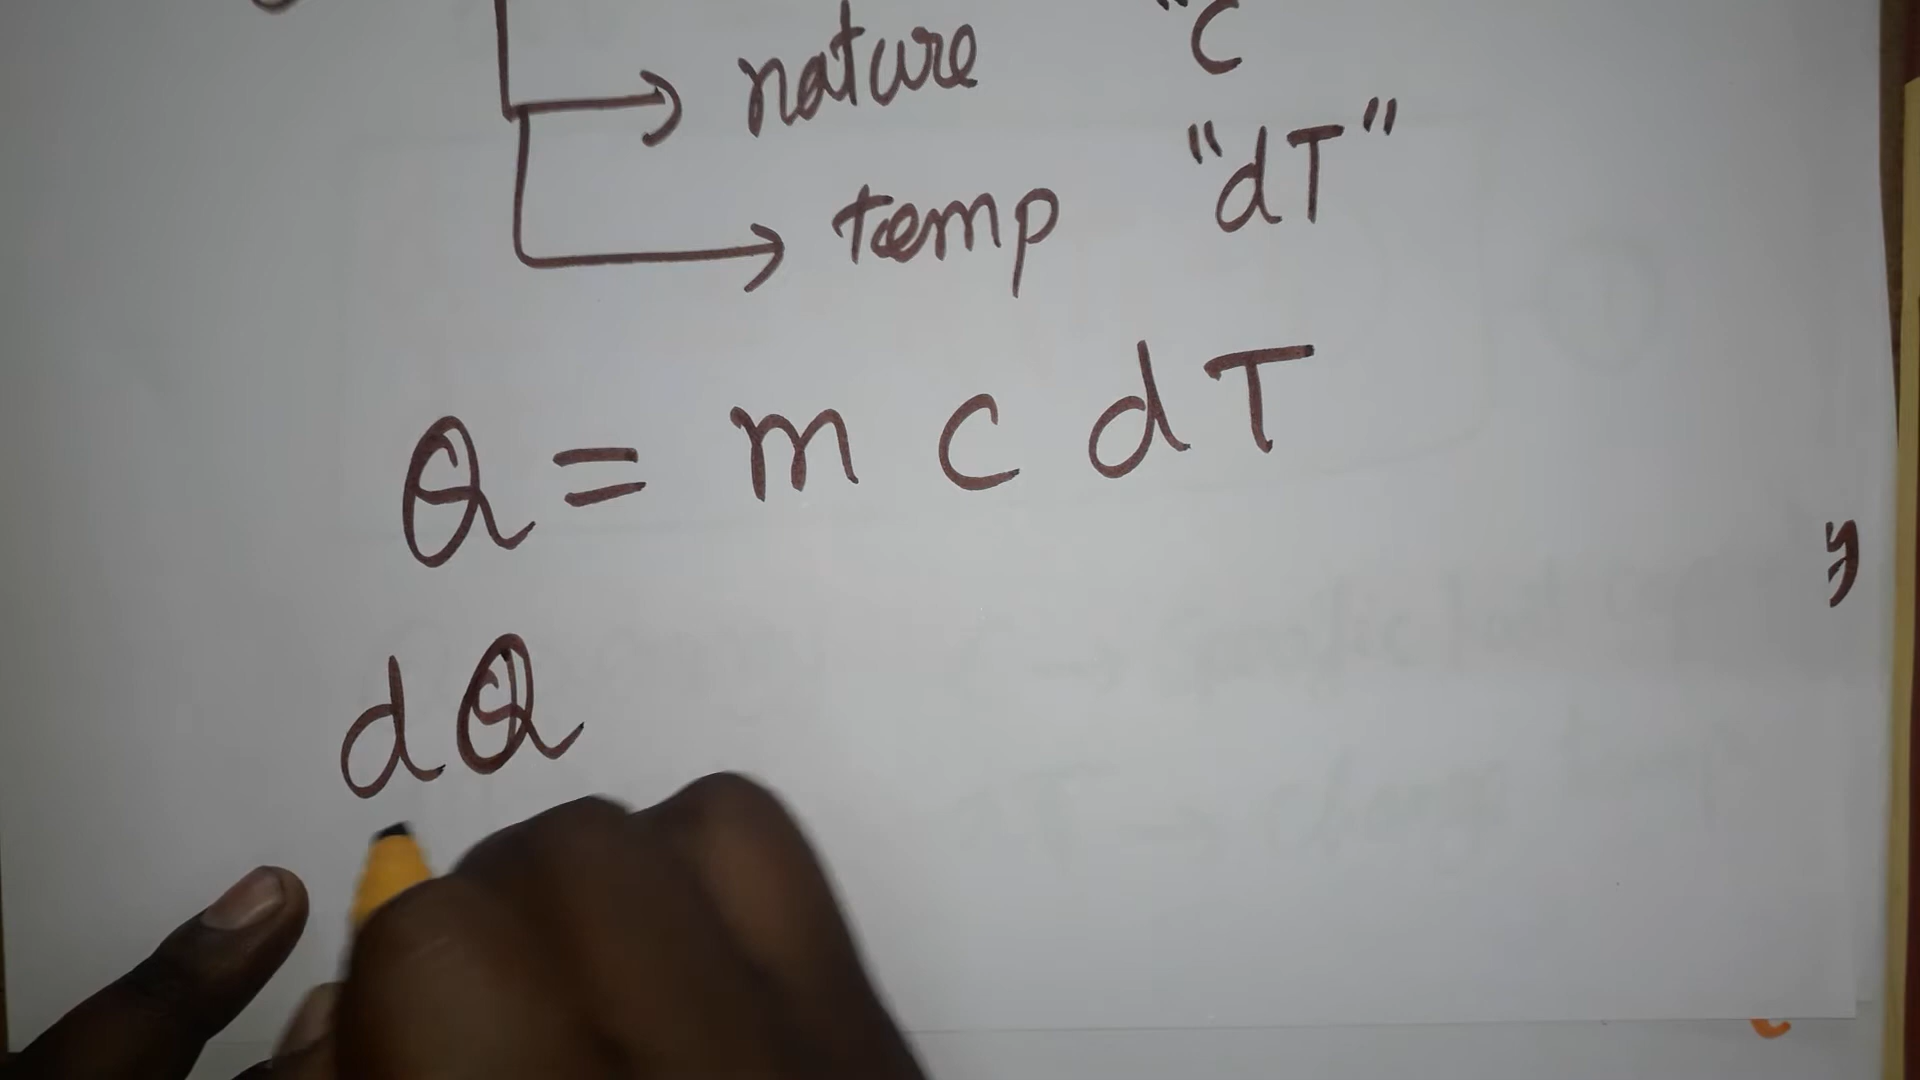 nature "C
temp "dT"
Q = m c dT
dQ